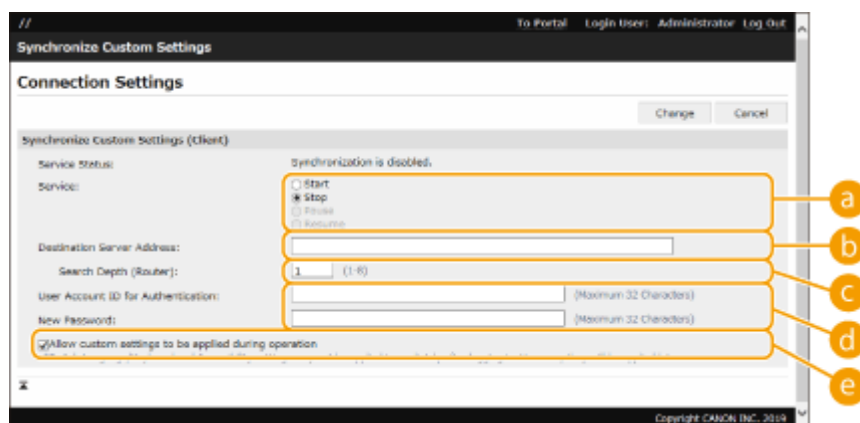 //
To Portal Login User: Administrator Log Out
Synchronize Custom Settings
Connection Settings
Change Cancel
Synchronize Custom Settings (Client)
Service Status: Synchronization is disabled.
Service: Start
Stop
Pause
Resume
a
Destination Server Address:
b
Search Depth (Router): 1 (1-8)
c
User Account ID for Authentication: (Maximum 32 Characters)
New Password: (Maximum 32 Characters)
d
Allow custom settings to be applied during operation
e
Copyright CANON INC. 2019